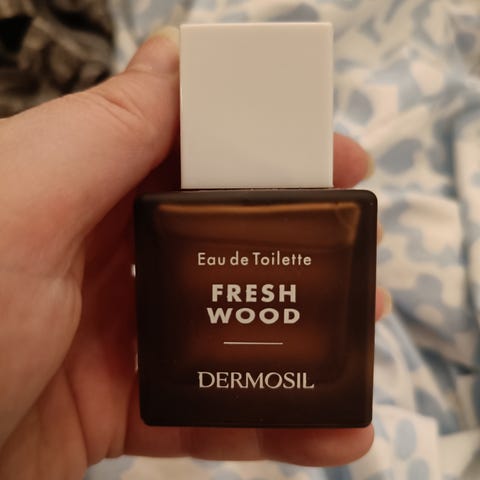 Eau de Toilette
FRESH
WOOD
DERMOSIL